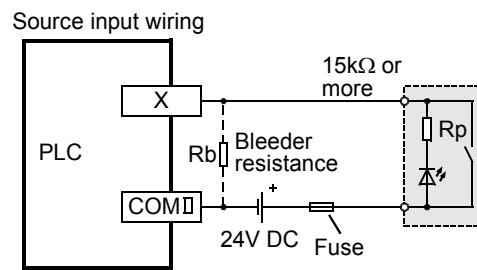 Source input wiring
15kΩ or
more
X
Rp
PLC
Rb
Bleeder
resistance
COM▯
+
24V DC
Fuse